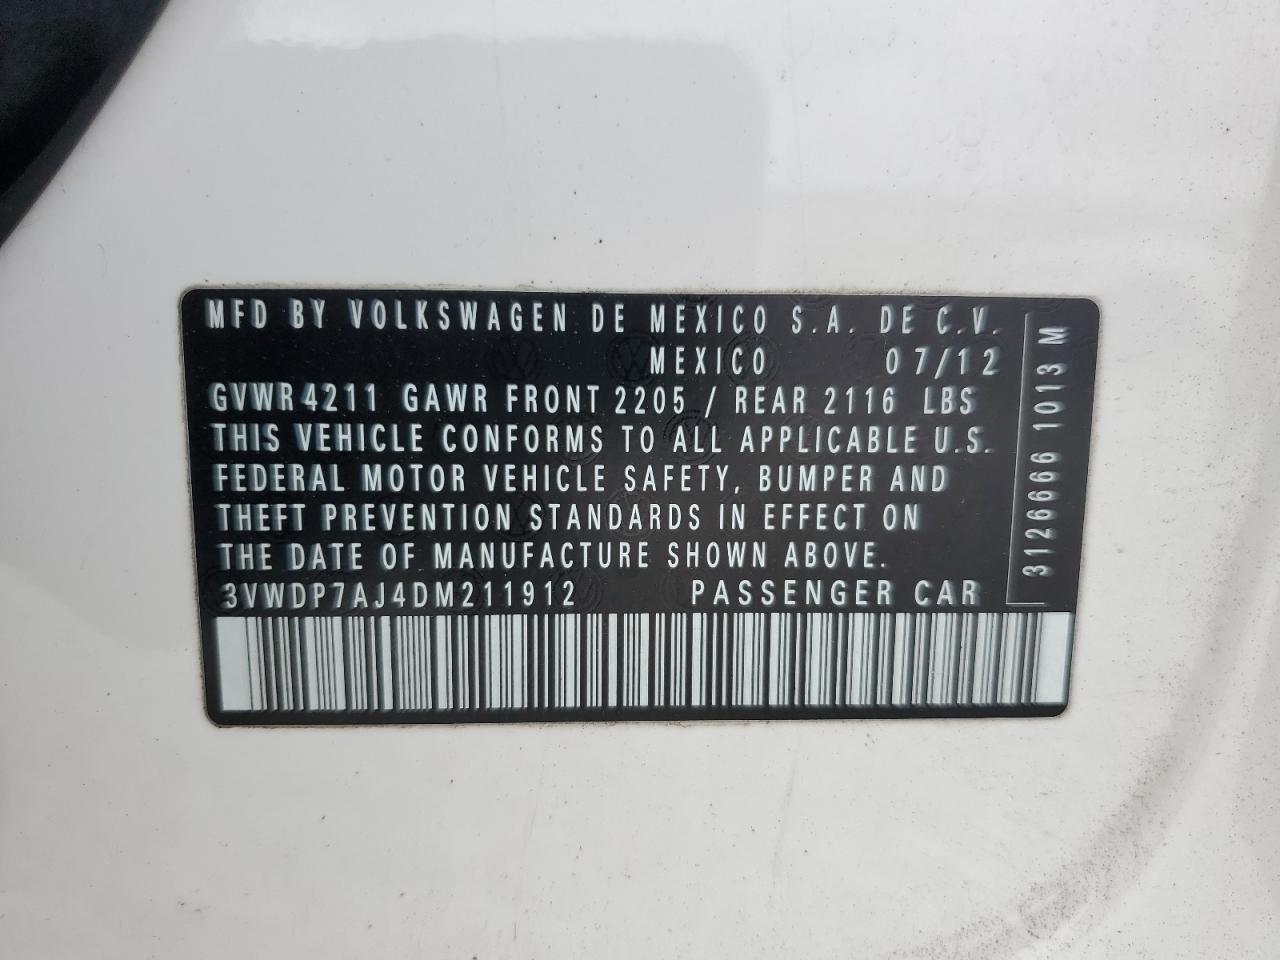 MFD BY VOLKSWAGEN DE MEXICO S.A. DE C.V.
MEXICO 07/12
GVWR 4211 GAWR FRONT 2205 / REAR 2116 LBS
THIS VEHICLE CONFORMS TO ALL APPLICABLE U.S.
FEDERAL MOTOR VEHICLE SAFETY, BUMPER AND
THEFT PREVENTION STANDARDS IN EFFECT ON
THE DATE OF MANUFACTURE SHOWN ABOVE.
3VWDP7AJ4DM211912 PASSENGER CAR
3126666 1013 M